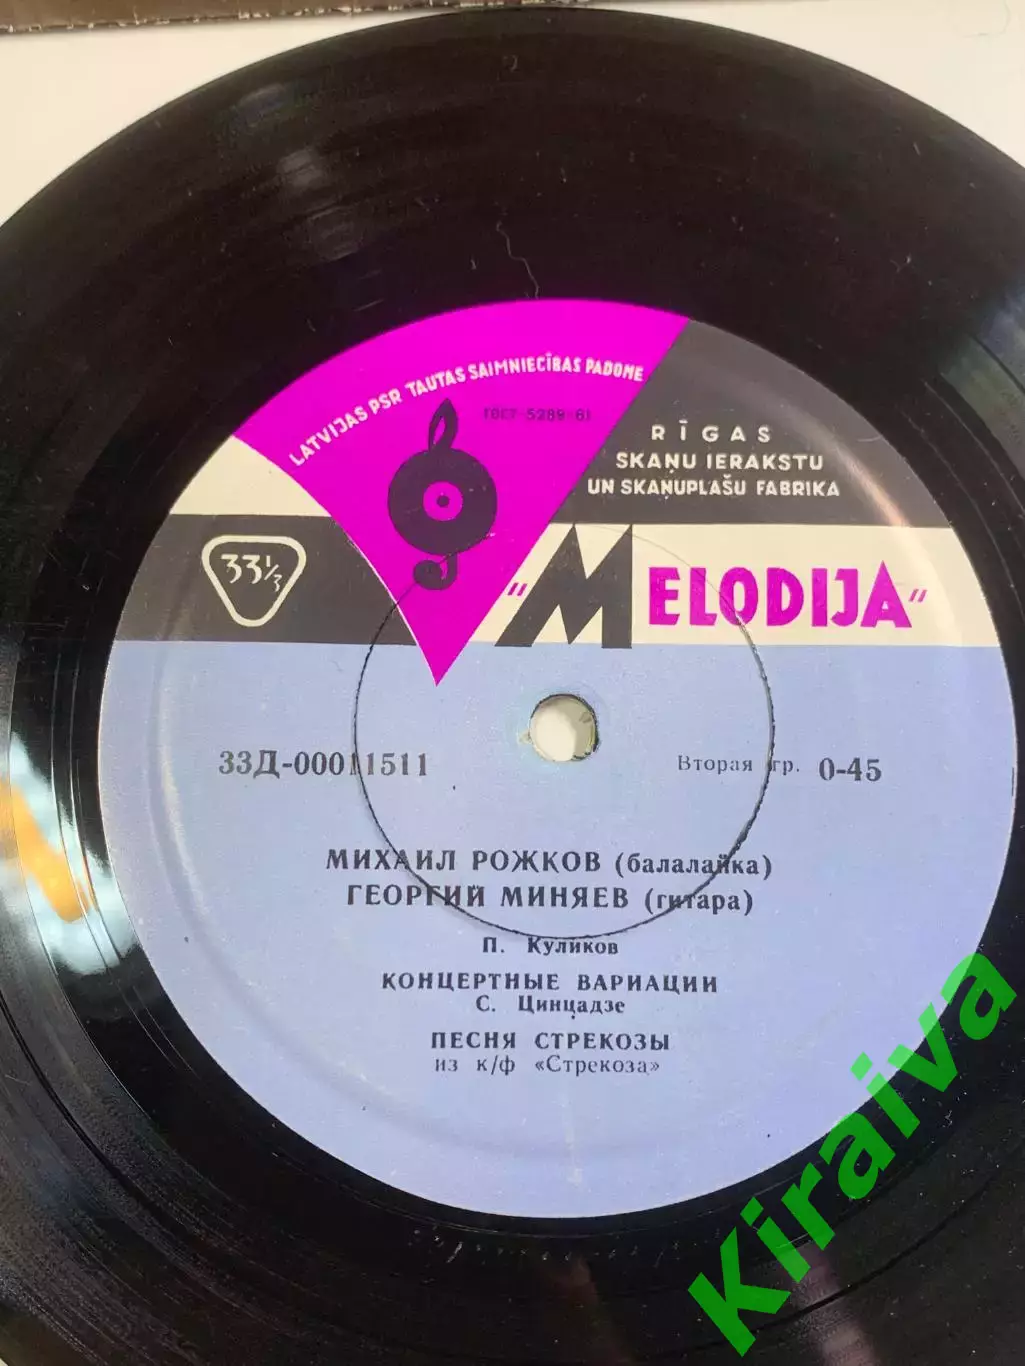 LATVIJAS PSR TAUTAS SAIMNIECĪBAS PADOME
ГОСТ-5289-61
RĪGAS
SKAŅU IERAKSTU
UN SKAŅUPLAŠU FABRIKA
33⅓
"MELODIJA"
33Д-00011511
Вторая гр. 0-45
МИХАИЛ РОЖКОВ (балалайка)
ГЕОРГИЙ МИНЯЕВ (гитара)
П. Куликов
КОНЦЕРТНЫЕ ВАРИАЦИИ
С. Цинцадзе
ПЕСНЯ СТРЕКОЗЫ
из к/ф «Стрекоза»
Kiraiva